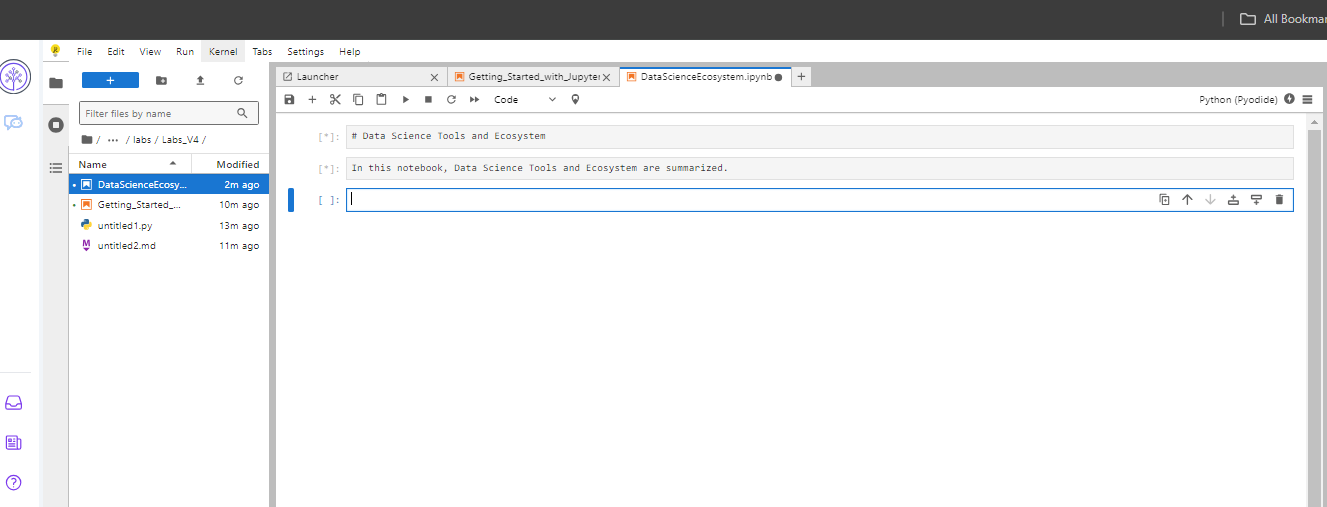 All Bookmar
File Edit View Run Kernel Tabs Settings Help
Launcher
Getting_Started_with_Jupyter
DataScienceEcosystem.ipynb
Code
Python (Pyodide)
Filter files by name
/ ... / labs / Labs_V4 /
Name Modified
DataScienceEcosy... 2m ago
Getting_Started_... 10m ago
untitled1.py 13m ago
untitled2.md 11m ago
[*]: # Data Science Tools and Ecosystem
[*]: In this notebook, Data Science Tools and Ecosystem are summarized.
[ ]: